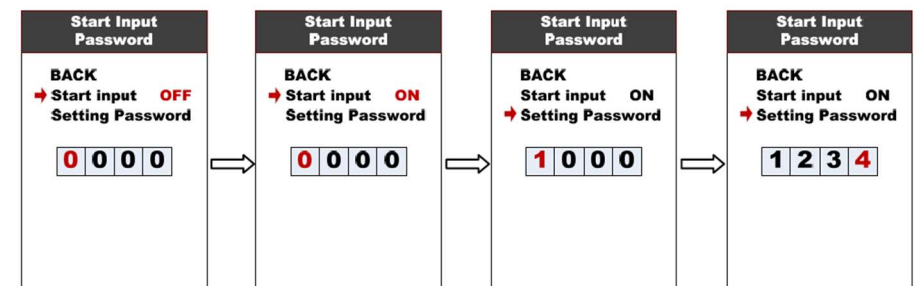 Start Input
Password
BACK
Start input OFF
Setting Password
0 0 0 0
Start Input
Password
BACK
Start input ON
Setting Password
0 0 0 0
Start Input
Password
BACK
Start input ON
Setting Password
1 0 0 0
Start Input
Password
BACK
Start input ON
Setting Password
1 2 3 4